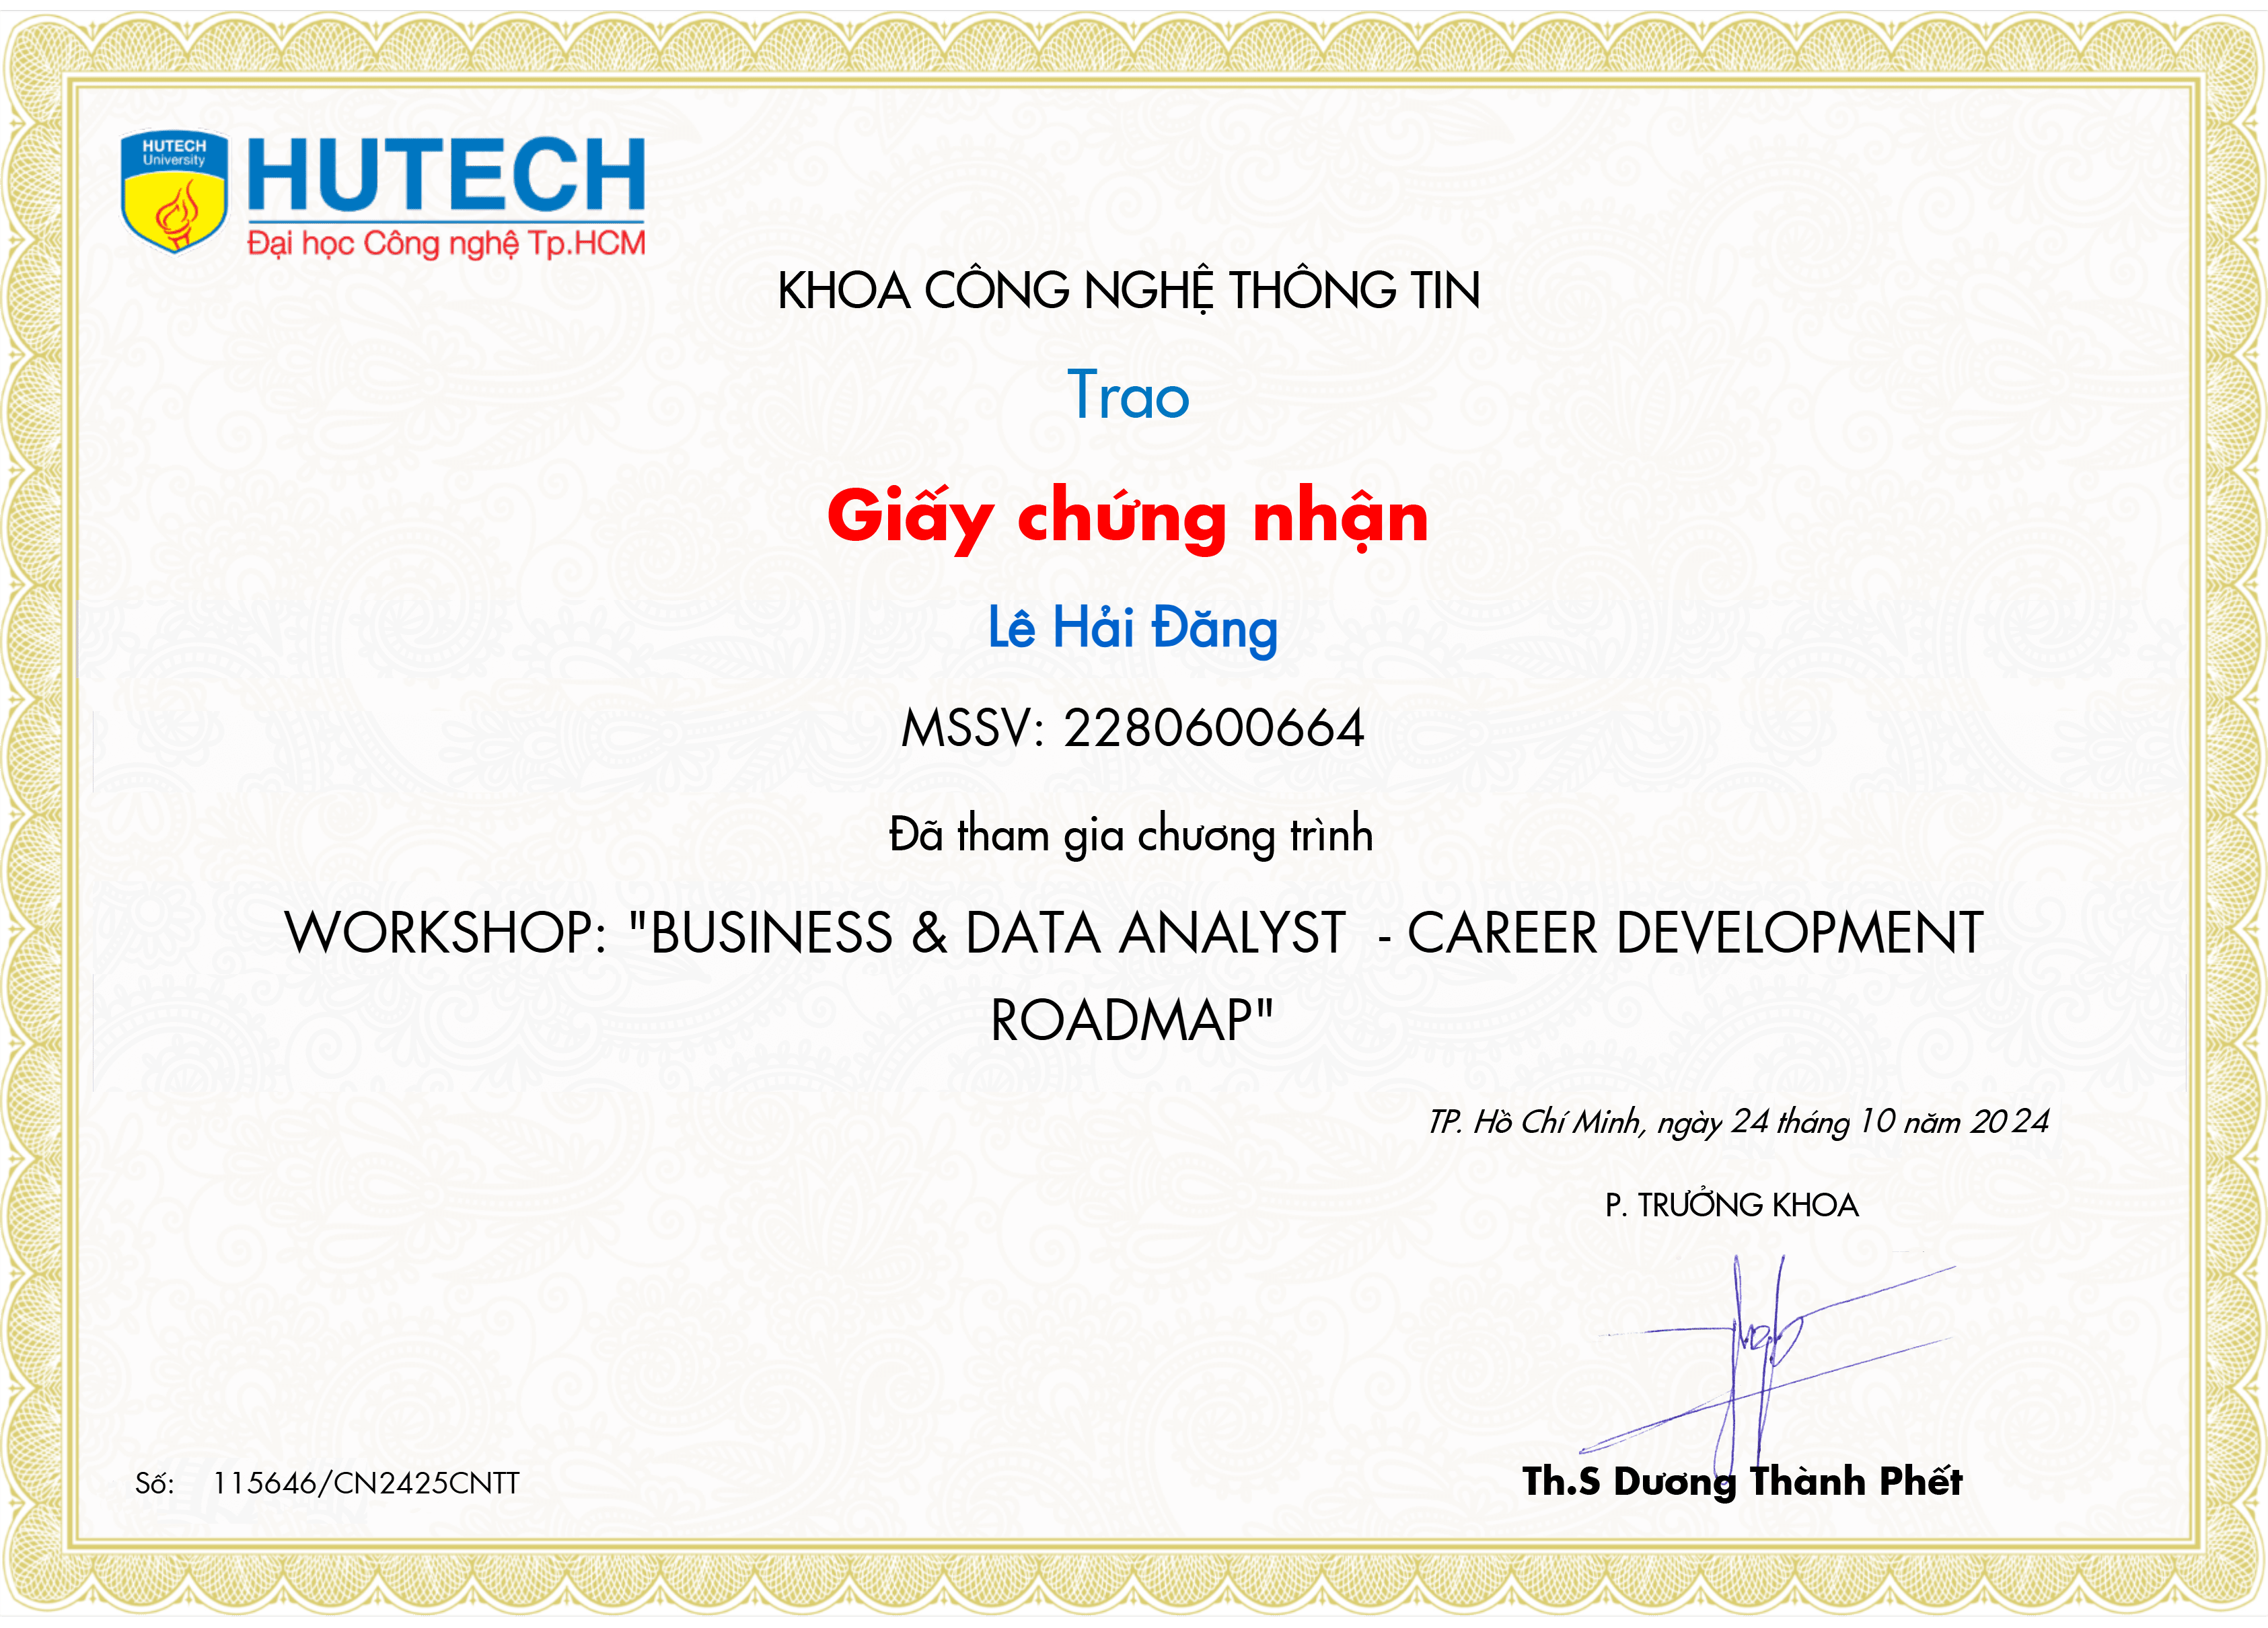 HUTECH
University
HUTECH
Đại học Công nghệ Tp.HCM
KHOA CÔNG NGHỆ THÔNG TIN
Trao
Giấy chứng nhận
Lê Hải Đăng
MSSV: 2280600664
Đã tham gia chương trình
WORKSHOP: "BUSINESS & DATA ANALYST  - CAREER DEVELOPMENT
ROADMAP"
TP. Hồ Chí Minh, ngày 24 tháng 10 năm 2024
P. TRƯỞNG KHOA
Th.S Dương Thành Phết
Số: 115646/CN2425CNTT